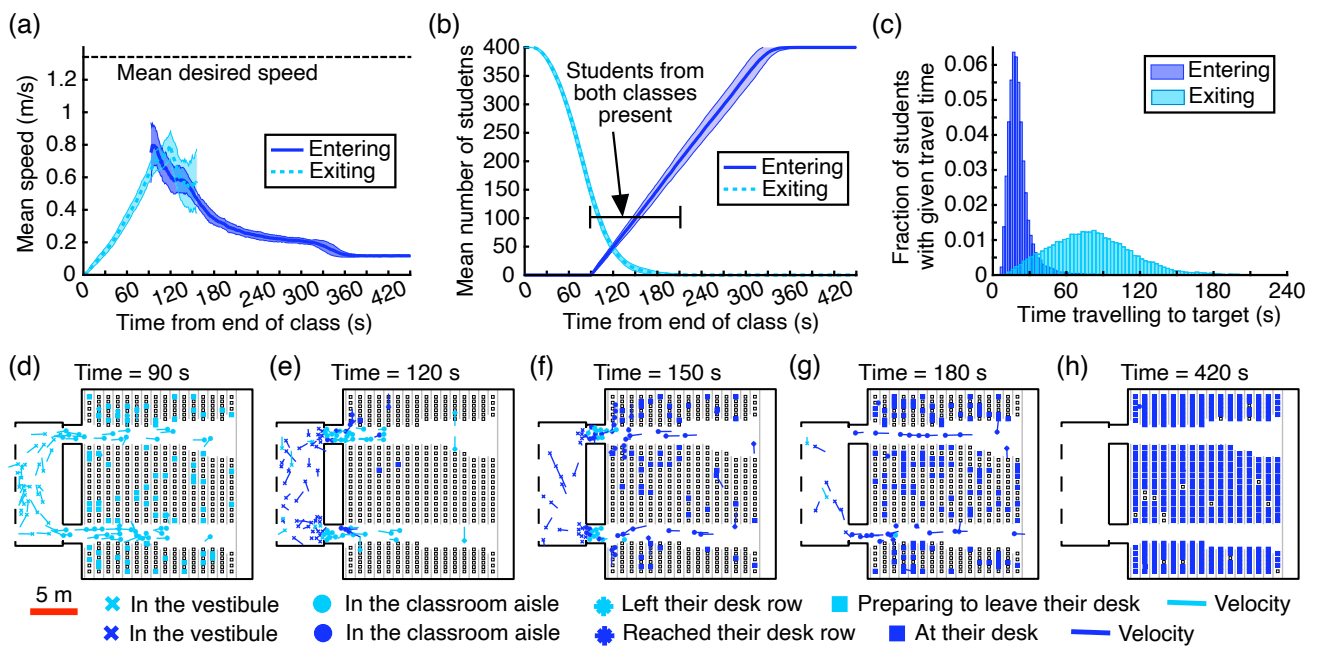 (a)
Mean speed (m/s)
1.2
1
0.8
0.6
0.4
0.2
0
Mean desired speed
Entering
Exiting
0
60
120
180
240
300
360
420
Time from end of class (s)
(b)
Mean number of studetns
400
350
300
250
200
150
100
50
0
Students from
both classes
present
Entering
Exiting
0
60
120
180
240
300
360
420
Time from end of class (s)
(c)
Fraction of students
with given travel time
0.06
0.05
0.04
0.03
0.02
0.01
0
Entering
Exiting
0
60
120
180
240
Time travelling to target (s)
(d)
Time = 90 s
(e)
Time = 120 s
(f)
Time = 150 s
(g)
Time = 180 s
(h)
Time = 420 s
5 m
In the vestibule
In the classroom aisle
Left their desk row
Preparing to leave their desk
Velocity
In the vestibule
In the classroom aisle
Reached their desk row
At their desk
Velocity